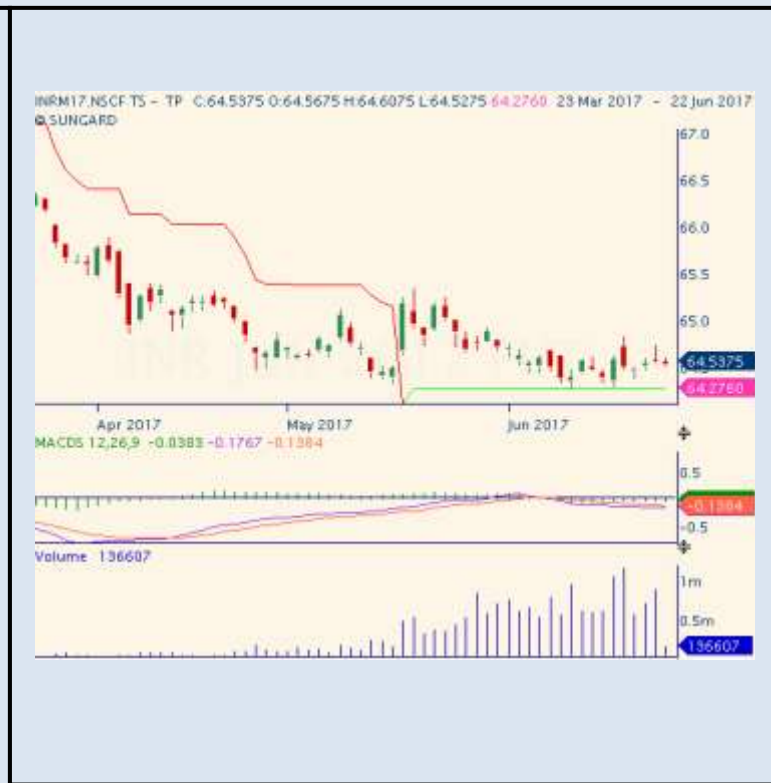 INRM17.NSCF.TS - TP C:64.5375 O:64.5675 H:64.6075 L:64.5275 64.2760 23 Mar 2017 - 22 Jun 2017
© SUNGARD
67.0
66.5
66.0
65.5
65.0
64.5375
64.2760
Apr 2017 May 2017 Jun 2017
MACDS 12,26,9 -0.0383 -0.1767 -0.1384
0.5
-0.1384
-0.5
Volume 136607
1m
0.5m
136607